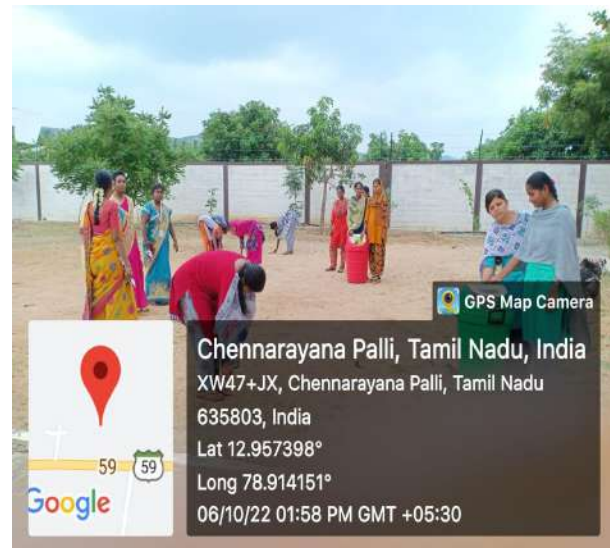 GPS Map Camera
Chennarayana Palli, Tamil Nadu, India
XW47+JX, Chennarayana Palli, Tamil Nadu
635803, India
Lat 12.957398°
Long 78.914151°
06/10/22 01:58 PM GMT +05:30
59
59
Google